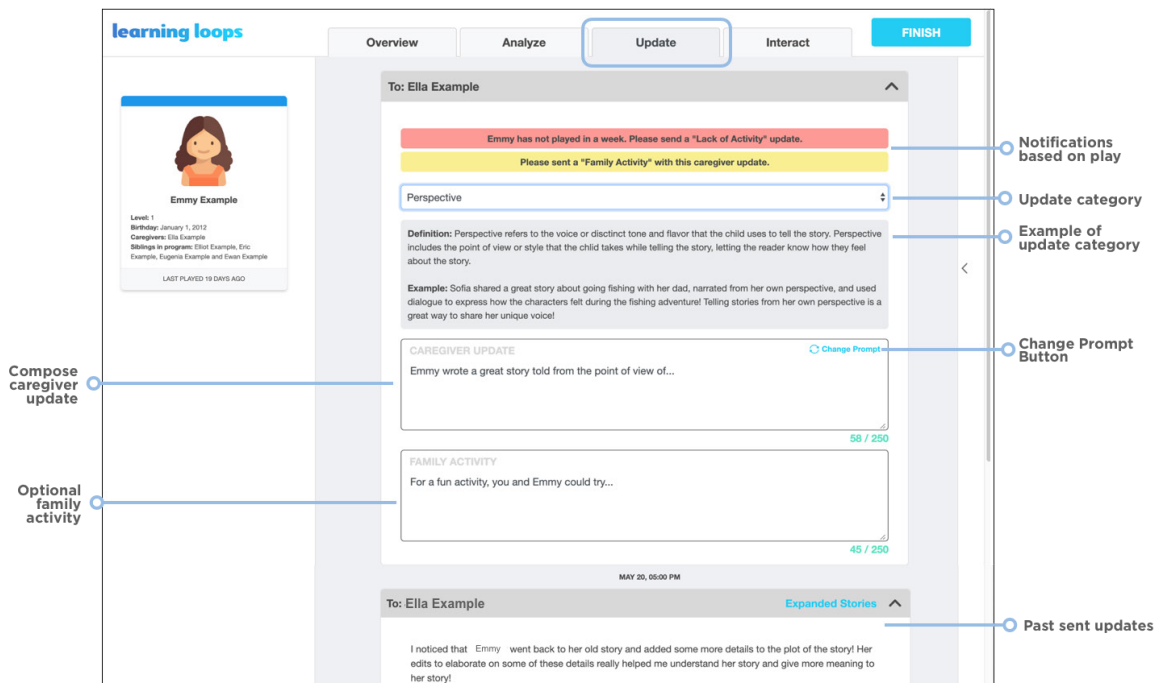 learning loops
Overview
Analyze
Update
Interact
FINISH
To: Ella Example
Emmy has not played in a week. Please send a "Lack of Activity" update.
Please sent a "Family Activity" with this caregiver update.
Notifications
based on play
Emmy Example
Level: 1
Birthday: January 1, 2012
Caregivers: Ella Example
Siblings in program: Elliot Example, Eric
Example, Eugenia Example and Ewan Example
LAST PLAYED 19 DAYS AGO
Perspective
Update category
Definition: Perspective refers to the voice or disctinct tone and flavor that the child uses to tell the story. Perspective
includes the point of view or style that the chlid takes while telling the story, letting the reader know how they feel
about the story.
Example of
update category
Example: Sofia shared a great story about going fishing with her dad, narrated from her own perspective, and used
dialogue to express how the characters felt during the fishing adventure! Telling stories from her own perspective is a
great way to share her unique voice!
CAREGIVER UPDATE
Change Prompt
Change Prompt
Button
Emmy wrote a great story told from the point of view of...
Compose
caregiver
update
58 / 250
FAMILY ACTIVITY
For a fun activity, you and Emmy could try...
Optional
family
activity
45 / 250
MAY 20, 05:00 PM
To: Ella Example
Expanded Stories
Past sent updates
I noticed that Emmy went back to her old story and added some more details to the plot of the story! Her
edits to elaborate on some of these details really helped me understand her story and give more meaning to
her story!